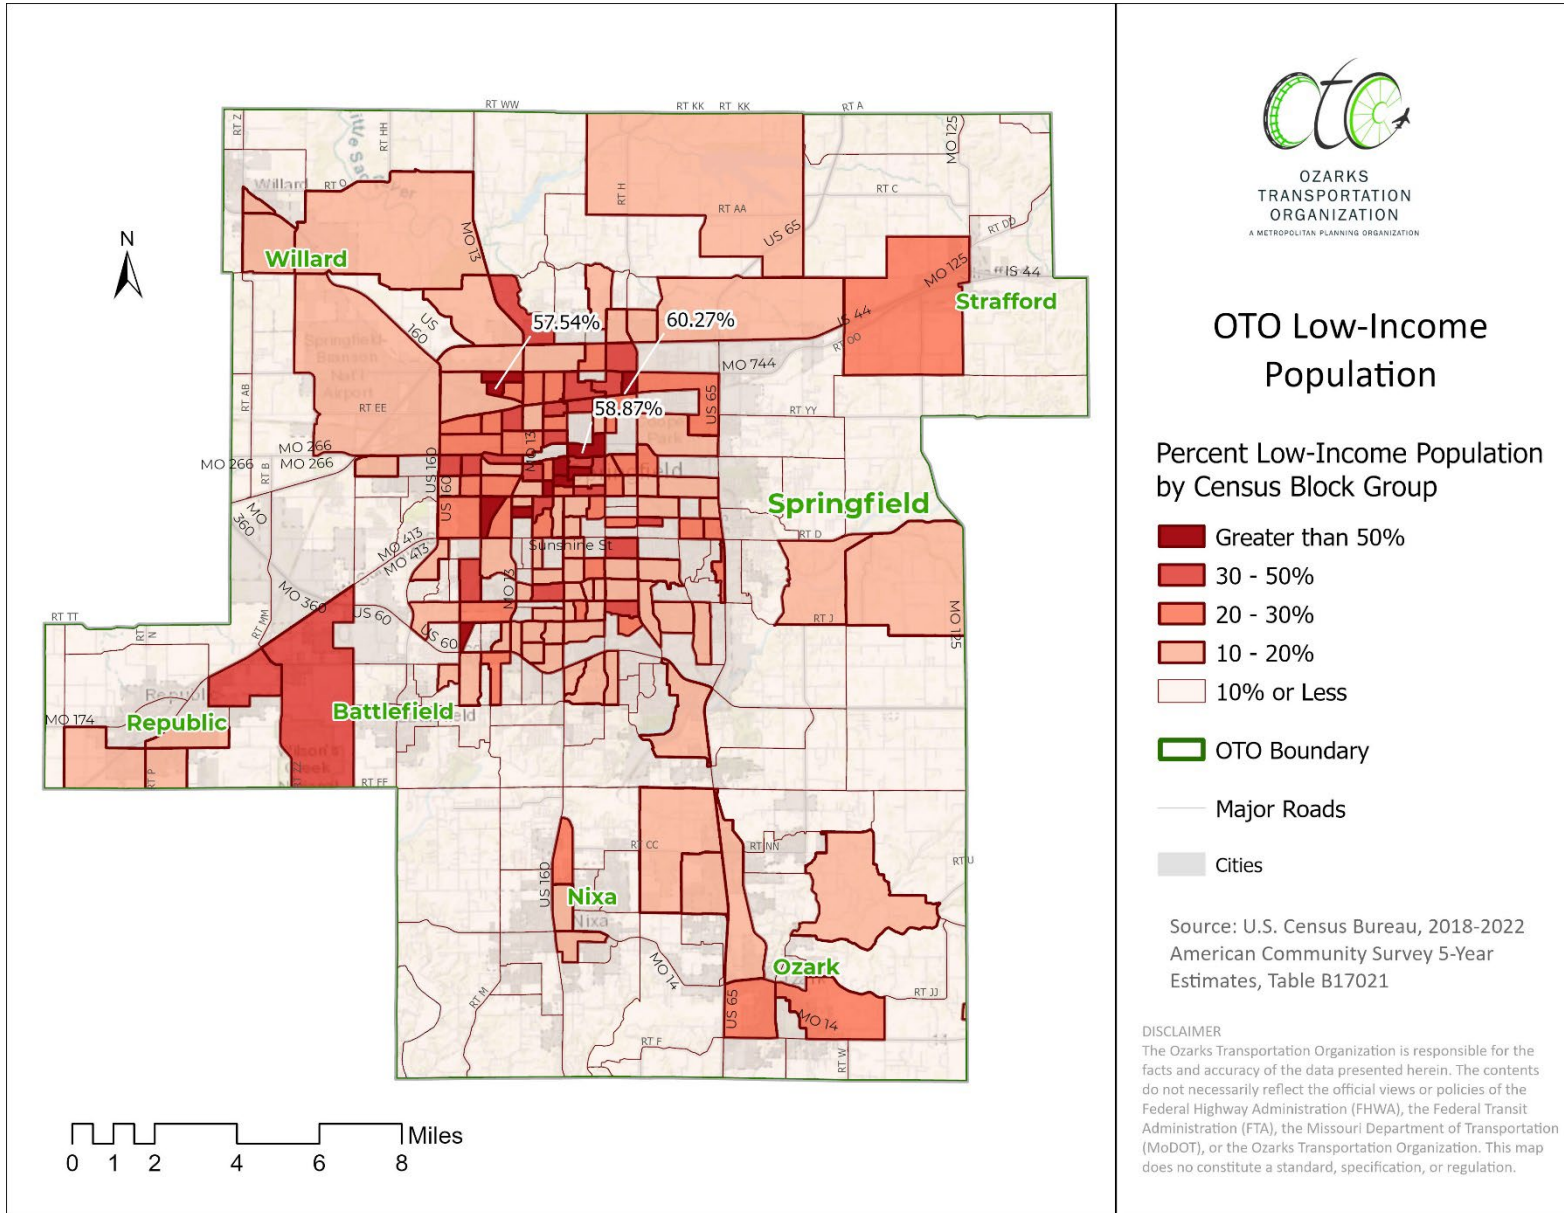 RT WW
RT KK
RT KK
RT A
RT Z
RT HH
MO 125
Willard
RT O
RT H
RT C
RT AA
N
MO 13
US 65
RT DD
Willard
MO 125
IS 44
Strafford
57.54%
60.27%
US 160
IS 44
RT OO
Springfield-
Branson
Nat'l
Airport
MO 744
RT AB
RT EE
58.87%
US 65
RT YY
MO 13
MO 266
MO 266
MO 266
RT B
US 160
US 160
Springfield
MO 360
RT D
MO 413
MO 413
Sunshine St
MO 360
MO 13
RT TT
RT N
RT MM
US 60
US 60
RT J
MO 125
Republic
Battlefield
MO 174
Republic
RT P
RT ZZ
RT FF
RT CC
RT NN
RT U
US 160
Nixa
Nixa
Ozark
MO 14
RT M
US 65
MO 14
RT JJ
RT F
RT W
Miles
0 1 2 4 6 8
oto
OZARKS
TRANSPORTATION
ORGANIZATION
A METROPOLITAN PLANNING ORGANIZATION
OTO Low-Income
Population
Percent Low-Income Population
by Census Block Group
Greater than 50%
30 - 50%
20 - 30%
10 - 20%
10% or Less
OTO Boundary
Major Roads
Cities
Source: U.S. Census Bureau, 2018-2022
American Community Survey 5-Year
Estimates, Table B17021
DISCLAIMER
The Ozarks Transportation Organization is responsible for the
facts and accuracy of the data presented herein. The contents
do not necessarily reflect the official views or policies of the
Federal Highway Administration (FHWA), the Federal Transit
Administration (FTA), the Missouri Department of Transportation
(MoDOT), or the Ozarks Transportation Organization. This map
does no constitute a standard, specification, or regulation.